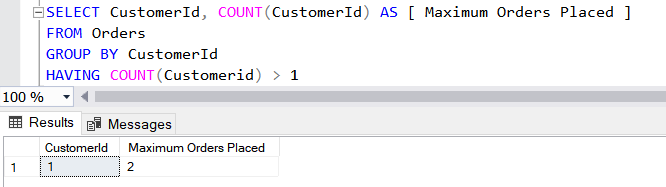 SELECT CustomerId, COUNT(CustomerId) AS [ Maximum Orders Placed ]
FROM Orders
GROUP BY CustomerId
HAVING COUNT(Customerid) > 1
100 %
Results Messages
CustomerId Maximum Orders Placed
1 1 2